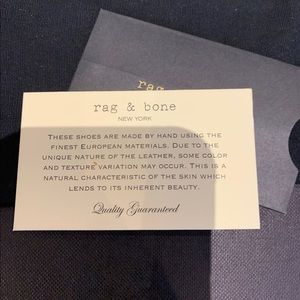 rag
rag & bone
NEW YORK
THESE SHOES ARE MADE BY HAND USING THE
FINEST EUROPEAN MATERIALS. DUE TO THE
UNIQUE NATURE OF THE LEATHER, SOME COLOR
AND TEXTURE VARIATION MAY OCCUR. THIS IS A
NATURAL CHARACTERISTIC OF THE SKIN WHICH
LENDS TO ITS INHERENT BEAUTY.
Quality Guaranteed